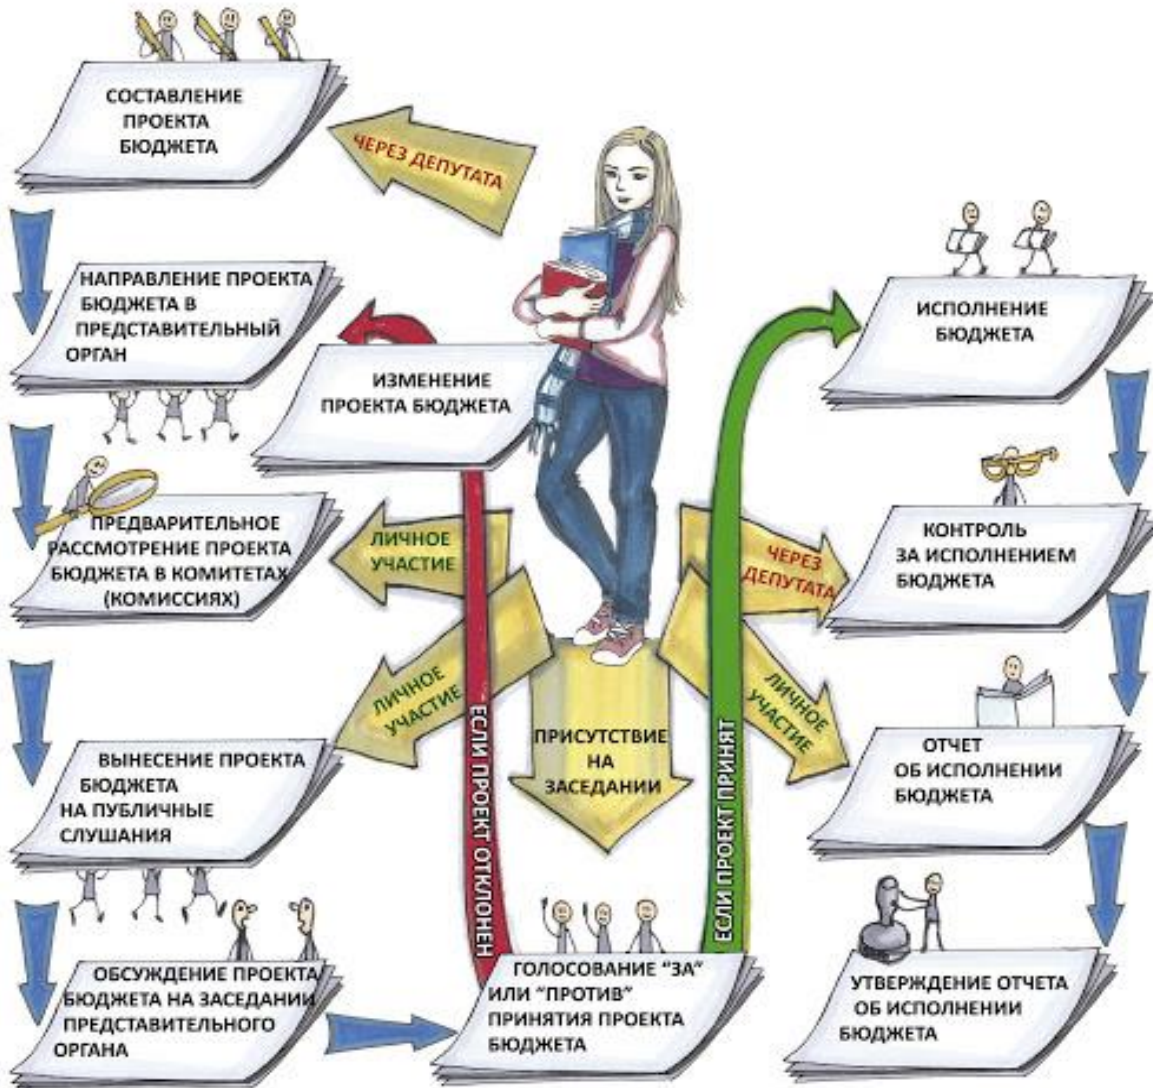 СОСТАВЛЕНИЕ
ПРОЕКТА
БЮДЖЕТА
ЧЕРЕЗ ДЕПУТАТА
НАПРАВЛЕНИЕ ПРОЕКТА
БЮДЖЕТА В
ПРЕДСТАВИТЕЛЬНЫЙ
ОРГАН
ИЗМЕНЕНИЕ
ПРОЕКТА БЮДЖЕТА
ПРЕДВАРИТЕЛЬНОЕ
РАССМОТРЕНИЕ ПРОЕКТА
БЮДЖЕТА В КОМИТЕТАХ
(КОМИССИЯХ)
ЛИЧНОЕ
УЧАСТИЕ
ВЫНЕСЕНИЕ ПРОЕКТА
БЮДЖЕТА
НА ПУБЛИЧНЫЕ
СЛУШАНИЯ
ЛИЧНОЕ
УЧАСТИЕ
ОБСУЖДЕНИЕ ПРОЕКТА
БЮДЖЕТА НА ЗАСЕДАНИИ
ПРЕДСТАВИТЕЛЬНОГО
ОРГАНА
ЕСЛИ ПРОЕКТ ОТКЛОНЕН
ПРИСУТСТВИЕ
НА
ЗАСЕДАНИИ
ГОЛОСОВАНИЕ "ЗА"
ИЛИ "ПРОТИВ"
ПРИНЯТИЯ ПРОЕКТА
БЮДЖЕТА
ЕСЛИ ПРОЕКТ ПРИНЯТ
ИСПОЛНЕНИЕ
БЮДЖЕТА
ЧЕРЕЗ
ДЕПУТАТА
КОНТРОЛЬ
ЗА ИСПОЛНЕНИЕМ
БЮДЖЕТА
ЛИЧНОЕ
УЧАСТИЕ
ОТЧЕТ
ОБ ИСПОЛНЕНИИ
БЮДЖЕТА
УТВЕРЖДЕНИЕ ОТЧЕТА
ОБ ИСПОЛНЕНИИ
БЮДЖЕТА